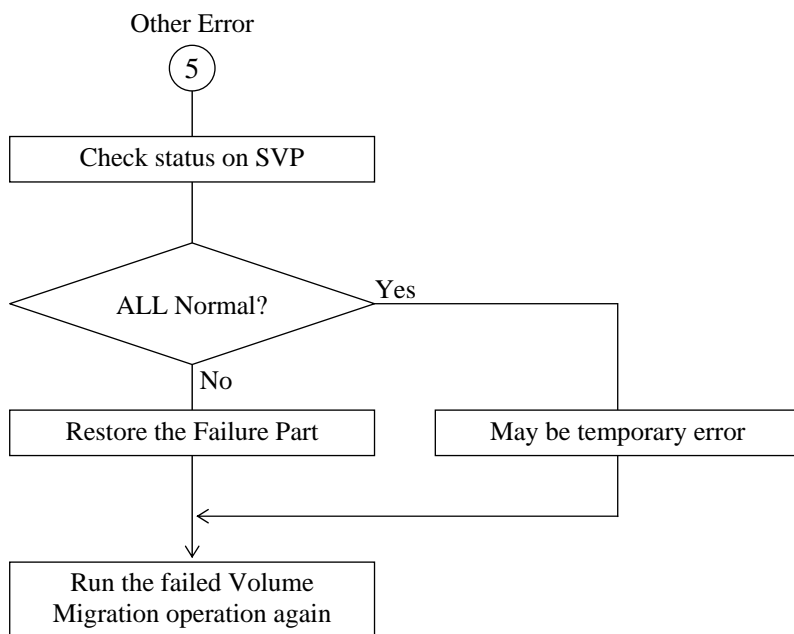 Other Error
5
Check status on SVP
ALL Normal?
Yes
No
Restore the Failure Part
May be temporary error
Run the failed Volume
Migration operation again